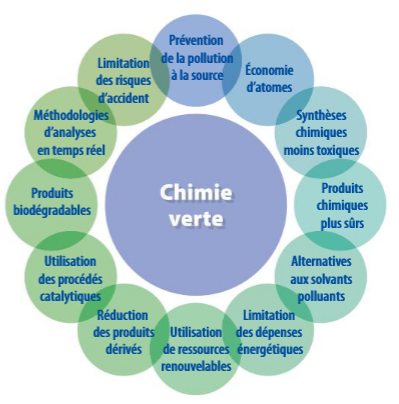 Prévention
de la pollution
à la source
Économie
d'atomes
Synthèses
chimiques
moins toxiques
Produits
chimiques
plus sûrs
Alternatives
aux solvants
polluants
Limitation
des dépenses
énergétiques
Utilisation
de ressources
renouvelables
Réduction
des produits
dérivés
Utilisation
des procédés
catalytiques
Produits
biodégradables
Méthodologies
d'analyses
en temps réel
Limitation
des risques
d'accident
Chimie
verte